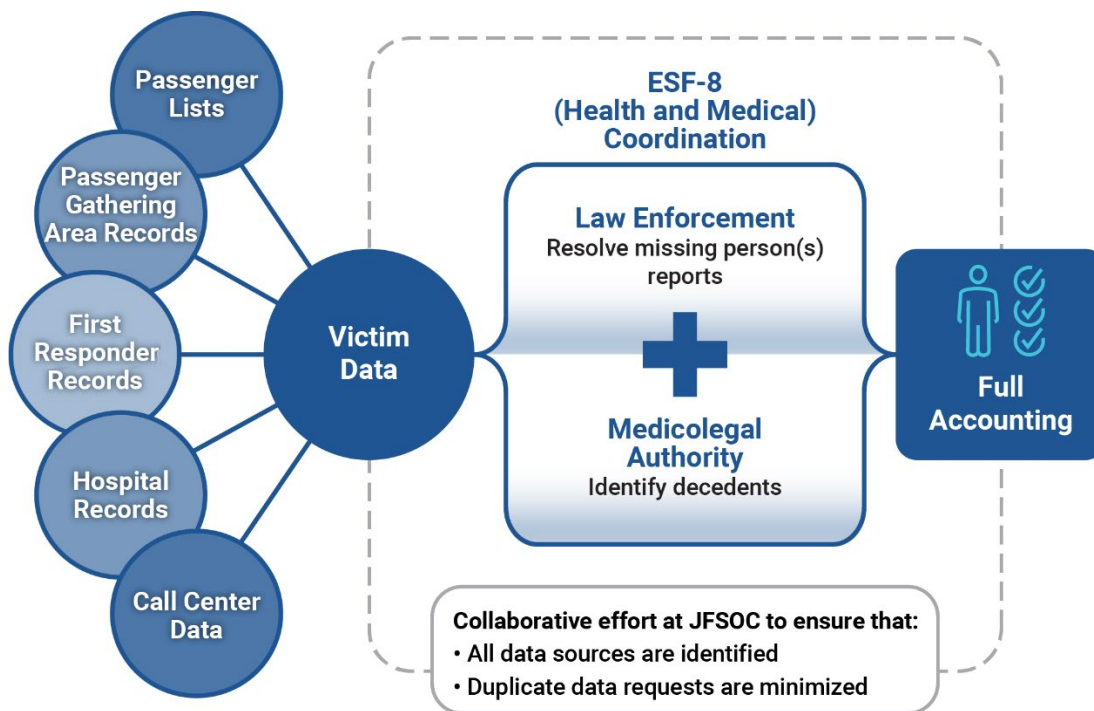 Passenger
Lists
Passenger
Gathering
Area Records
First
Responder
Records
Hospital
Records
Call Center
Data
Victim
Data
ESF-8
(Health and Medical)
Coordination
Law Enforcement
Resolve missing person(s)
reports
Medicolegal
Authority
Identify decedents
Full
Accounting
Collaborative effort at JFSOC to ensure that:
• All data sources are identified
• Duplicate data requests are minimized